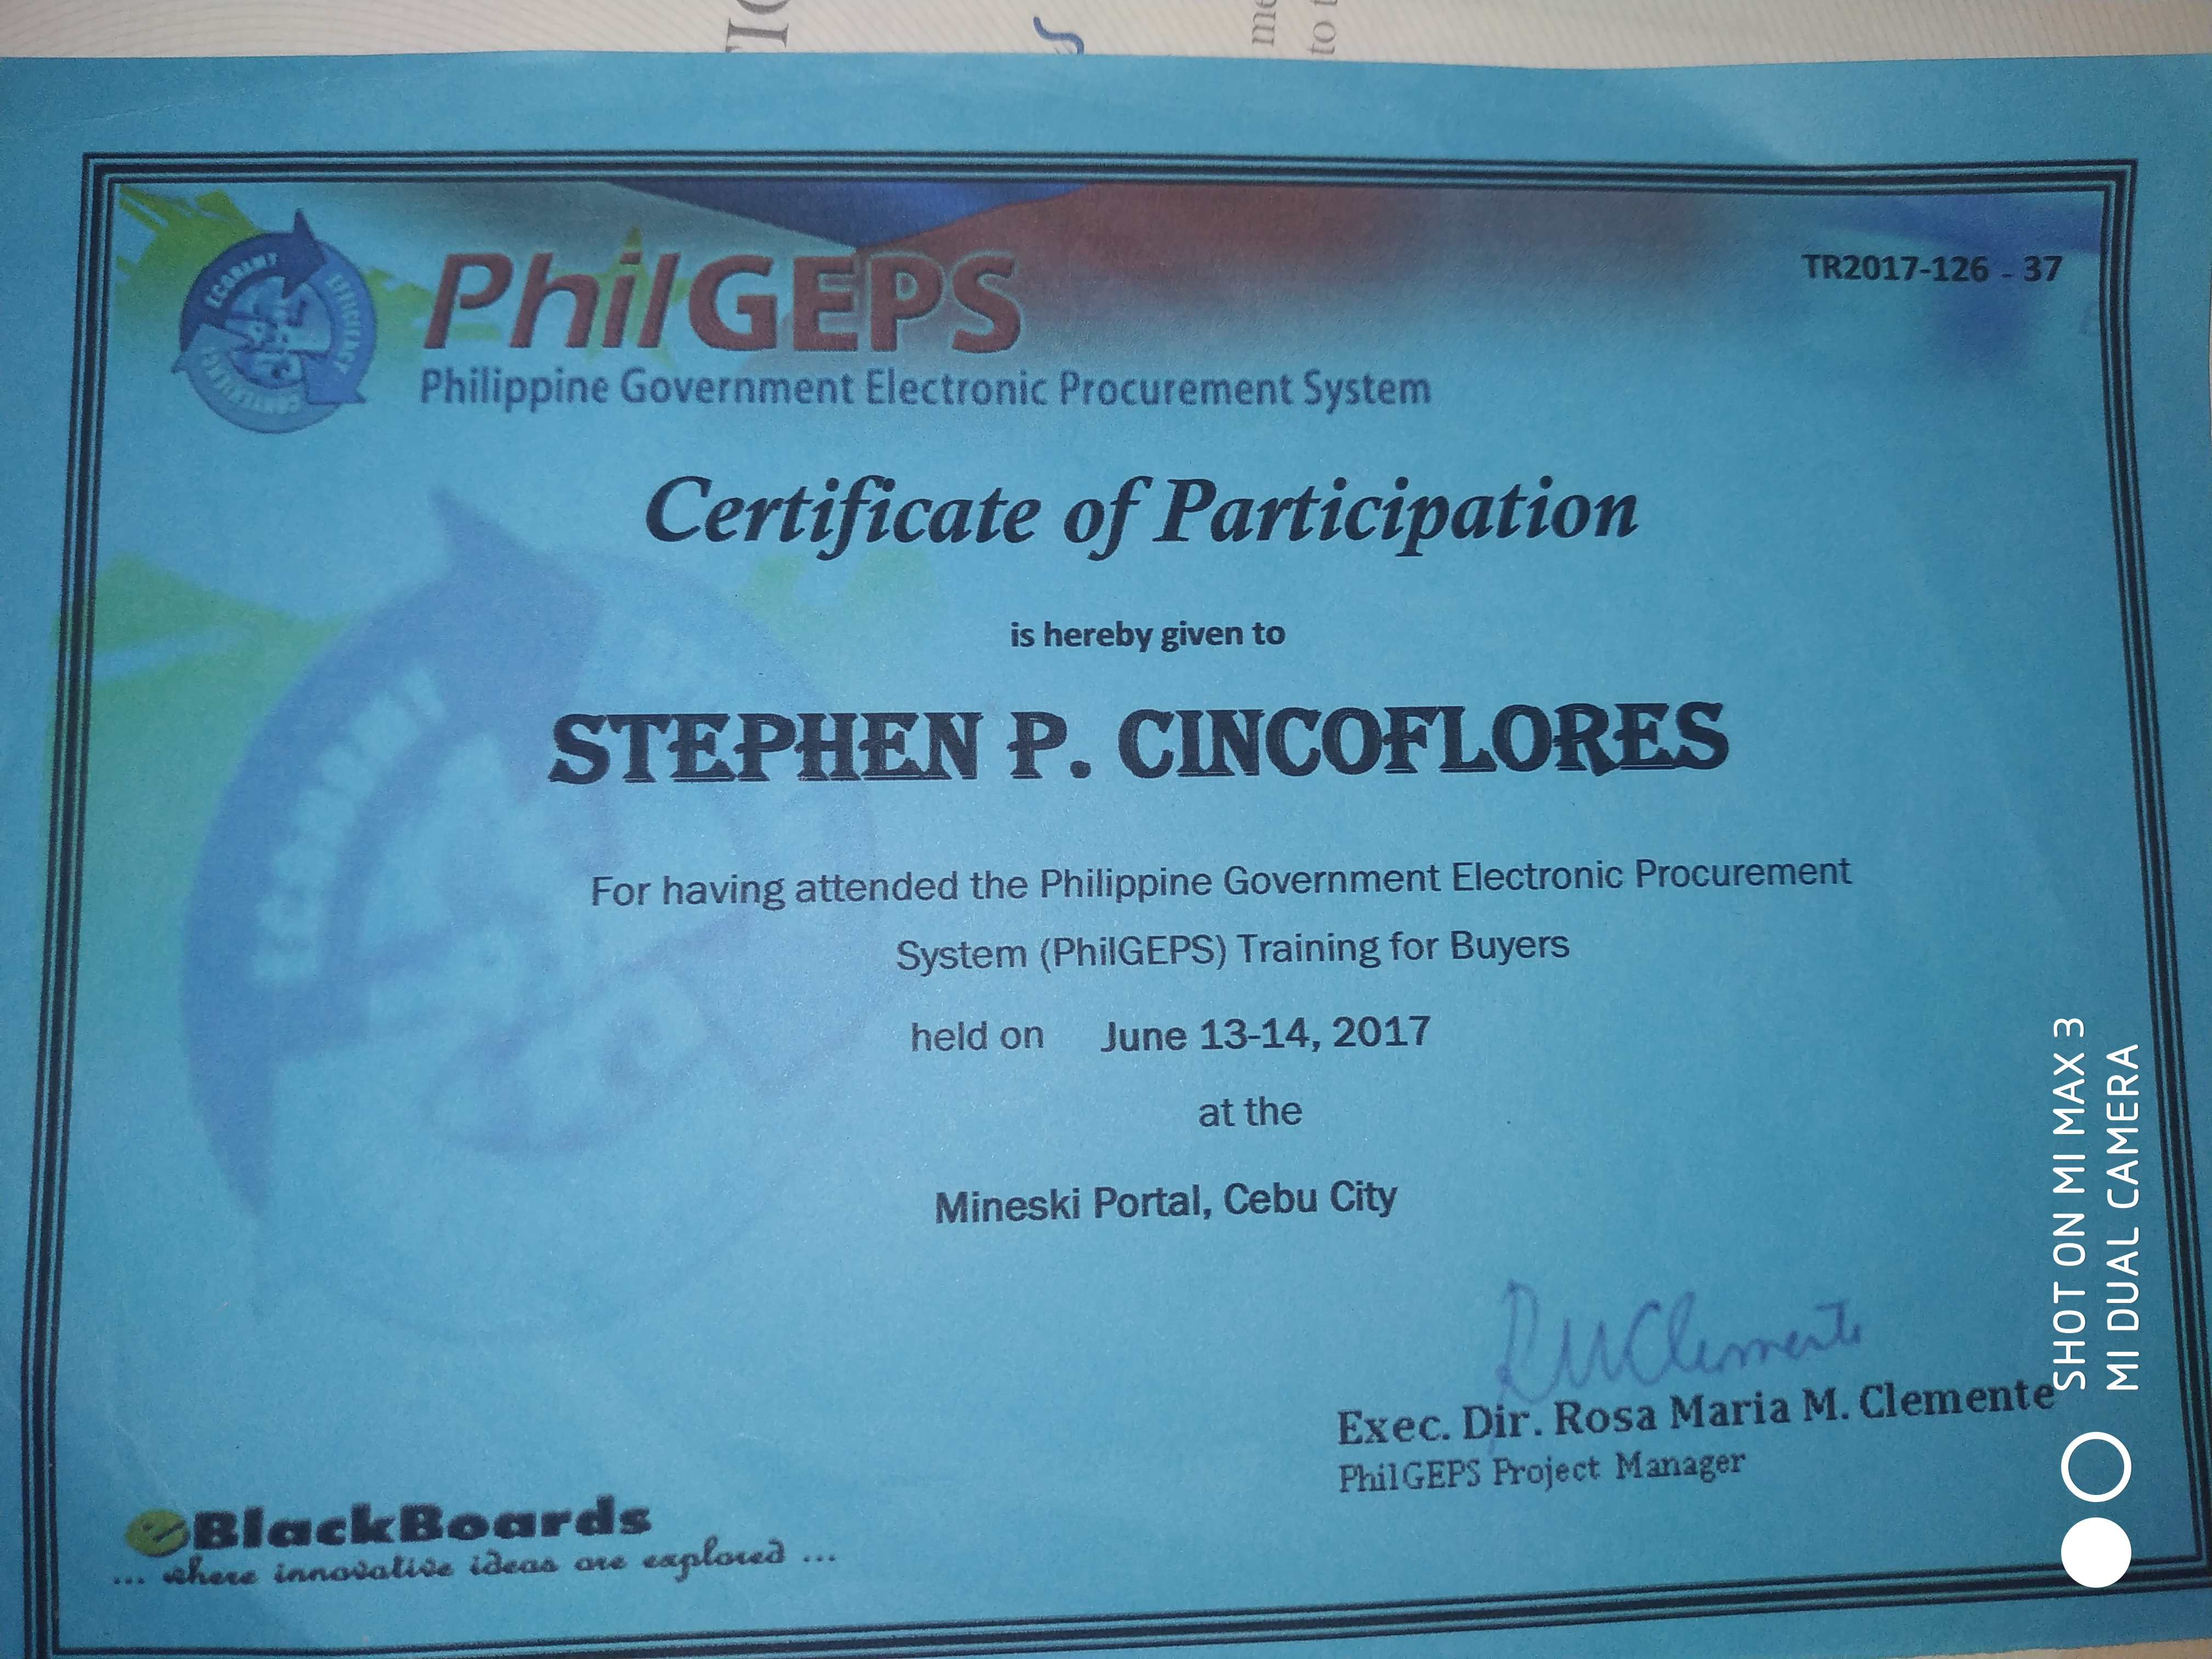 me
to t
PhilGEPS
Philippine Government Electronic Procurement System
TR2017-126 - 37
Certificate of Participation
is hereby given to
STEPHEN P. CINCOFLORES
For having attended the Philippine Government Electronic Procurement
System (PhilGEPS) Training for Buyers
held on June 13-14, 2017
at the
Mineski Portal, Cebu City
RMClemente
Exec. Dir. Rosa Maria M. Clemente
PhilGEPS Project Manager
eBlackBoards
... where innovative ideas are explored ...
SHOT ON MI MAX 3
MI DUAL CAMERA